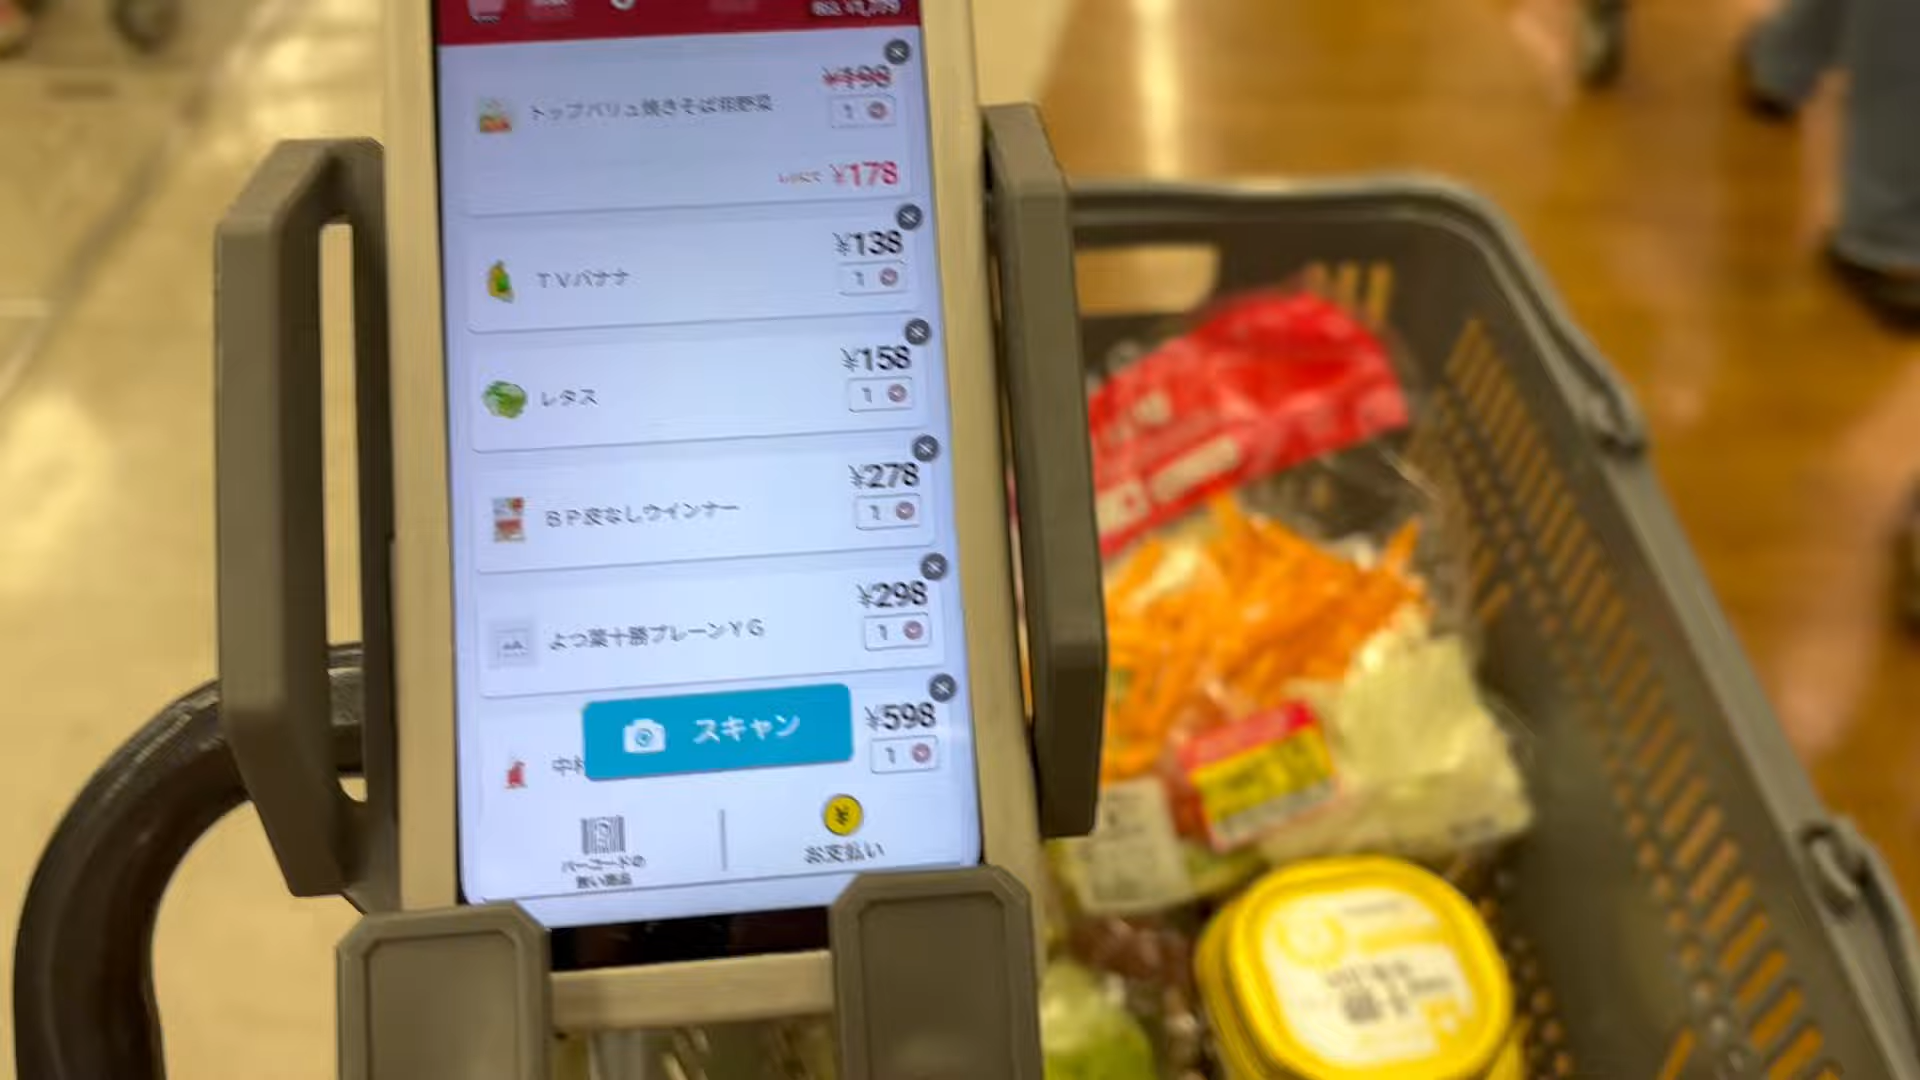 ¥198
トップバリュ焼きそば用野菜
1
¥178
¥138
TVバナナ
1
¥158
レタス
1
¥278
BP皮なしウインナー
1
¥298
よつ葉十勝プレーンYG
1
¥598
スキャン
中村
1
¥
バーコードの
無い商品
お支払い